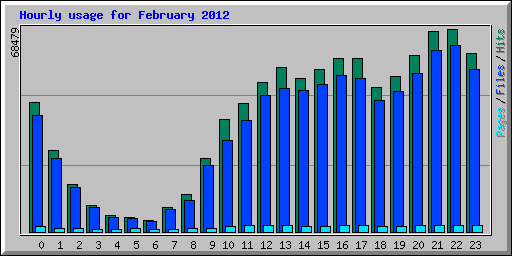 Hourly usage for February 2012
68479
Pages / Files / Hits
0 1 2 3 4 5 6 7 8 9 10 11 12 13 14 15 16 17 18 19 20 21 22 23